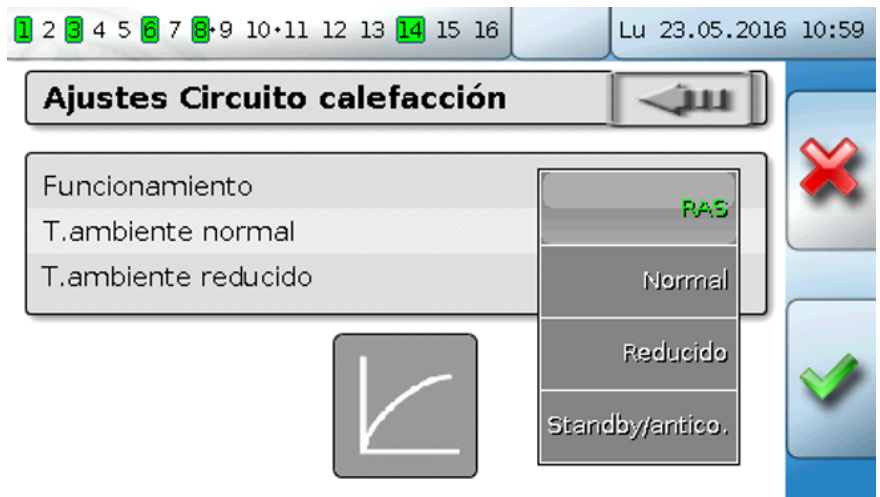 1 2 3 4 5 6 7 8·9 10·11 12 13 14 15 16 Lu 23.05.2016 10:59
Ajustes Circuito calefacción
Funcionamiento
T.ambiente normal
T.ambiente reducido
RAS
Normal
Reducido
Standby/antico.